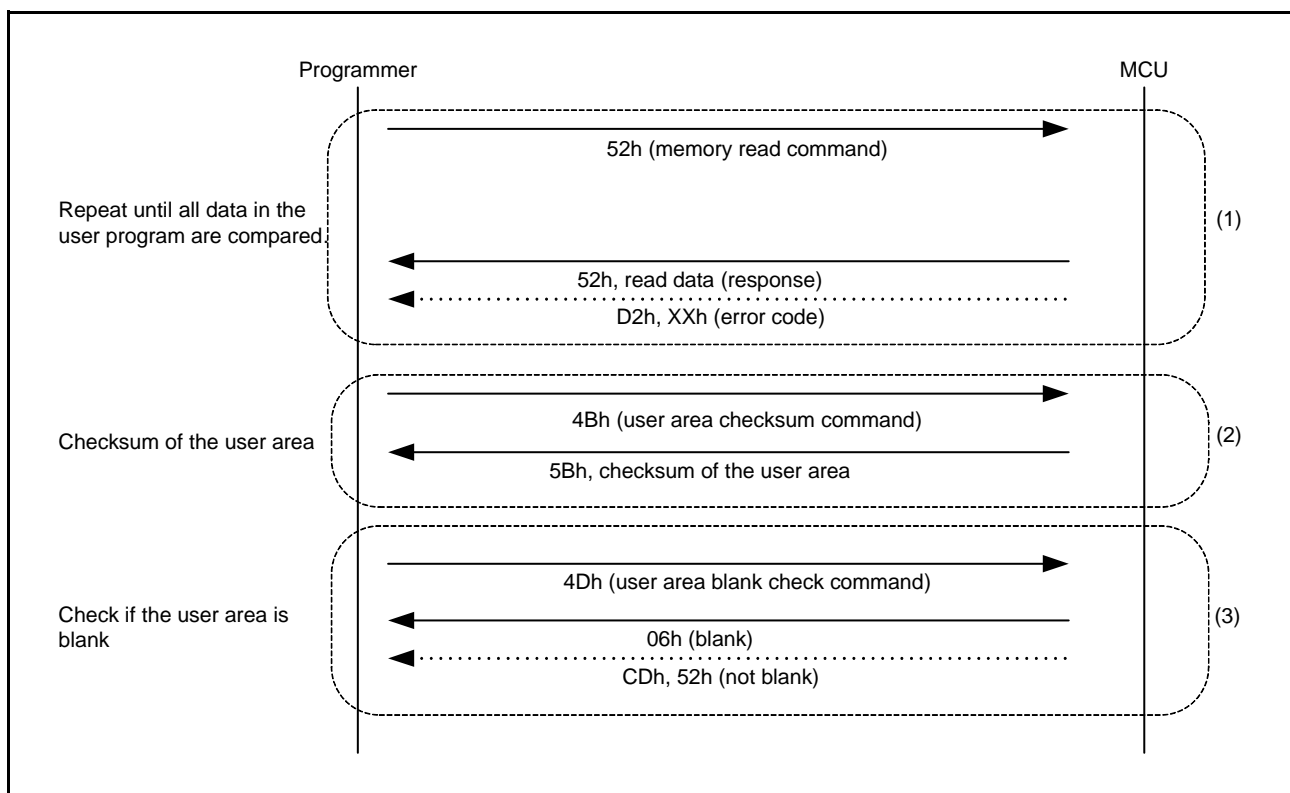 Programmer
MCU
52h (memory read command)
Repeat until all data in the
user program are compared.
(1)
52h, read data (response)
D2h, XXh (error code)
4Bh (user area checksum command)
Checksum of the user area
(2)
5Bh, checksum of the user area
4Dh (user area blank check command)
Check if the user area is
blank
(3)
06h (blank)
CDh, 52h (not blank)